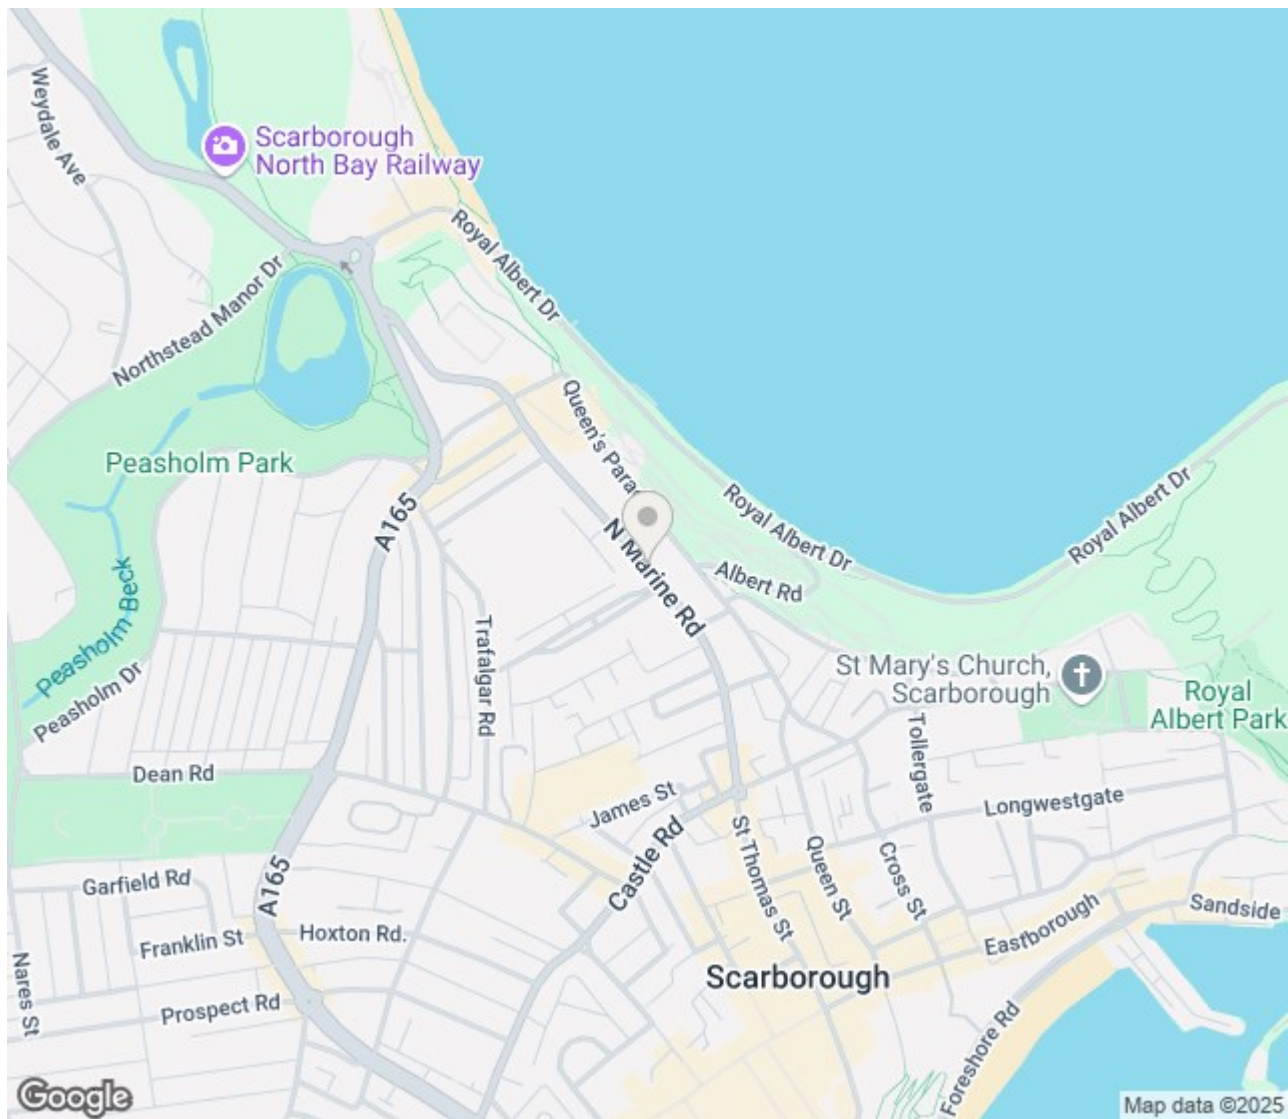 Weydale Ave
Scarborough
North Bay Railway
Royal Albert Dr
Northstead Manor Dr
Queen's Para
Peasholm Park
A165
N Marine Rd
Royal Albert Dr
Royal Albert Dr
Albert Rd
Peasholm Beck
Trafalgar Rd
St Mary's Church,
Scarborough
Royal
Albert Park
Peasholm Dr
Tollergate
Dean Rd
James St
Longwestgate
Castle Rd
St Thomas St
Queen St
Cross St
A165
Garfield Rd
Sandside
Eastborough
Franklin St
Hoxton Rd.
Scarborough
Nares St
Prospect Rd
Foreshore Rd
Google
Map data ©2025